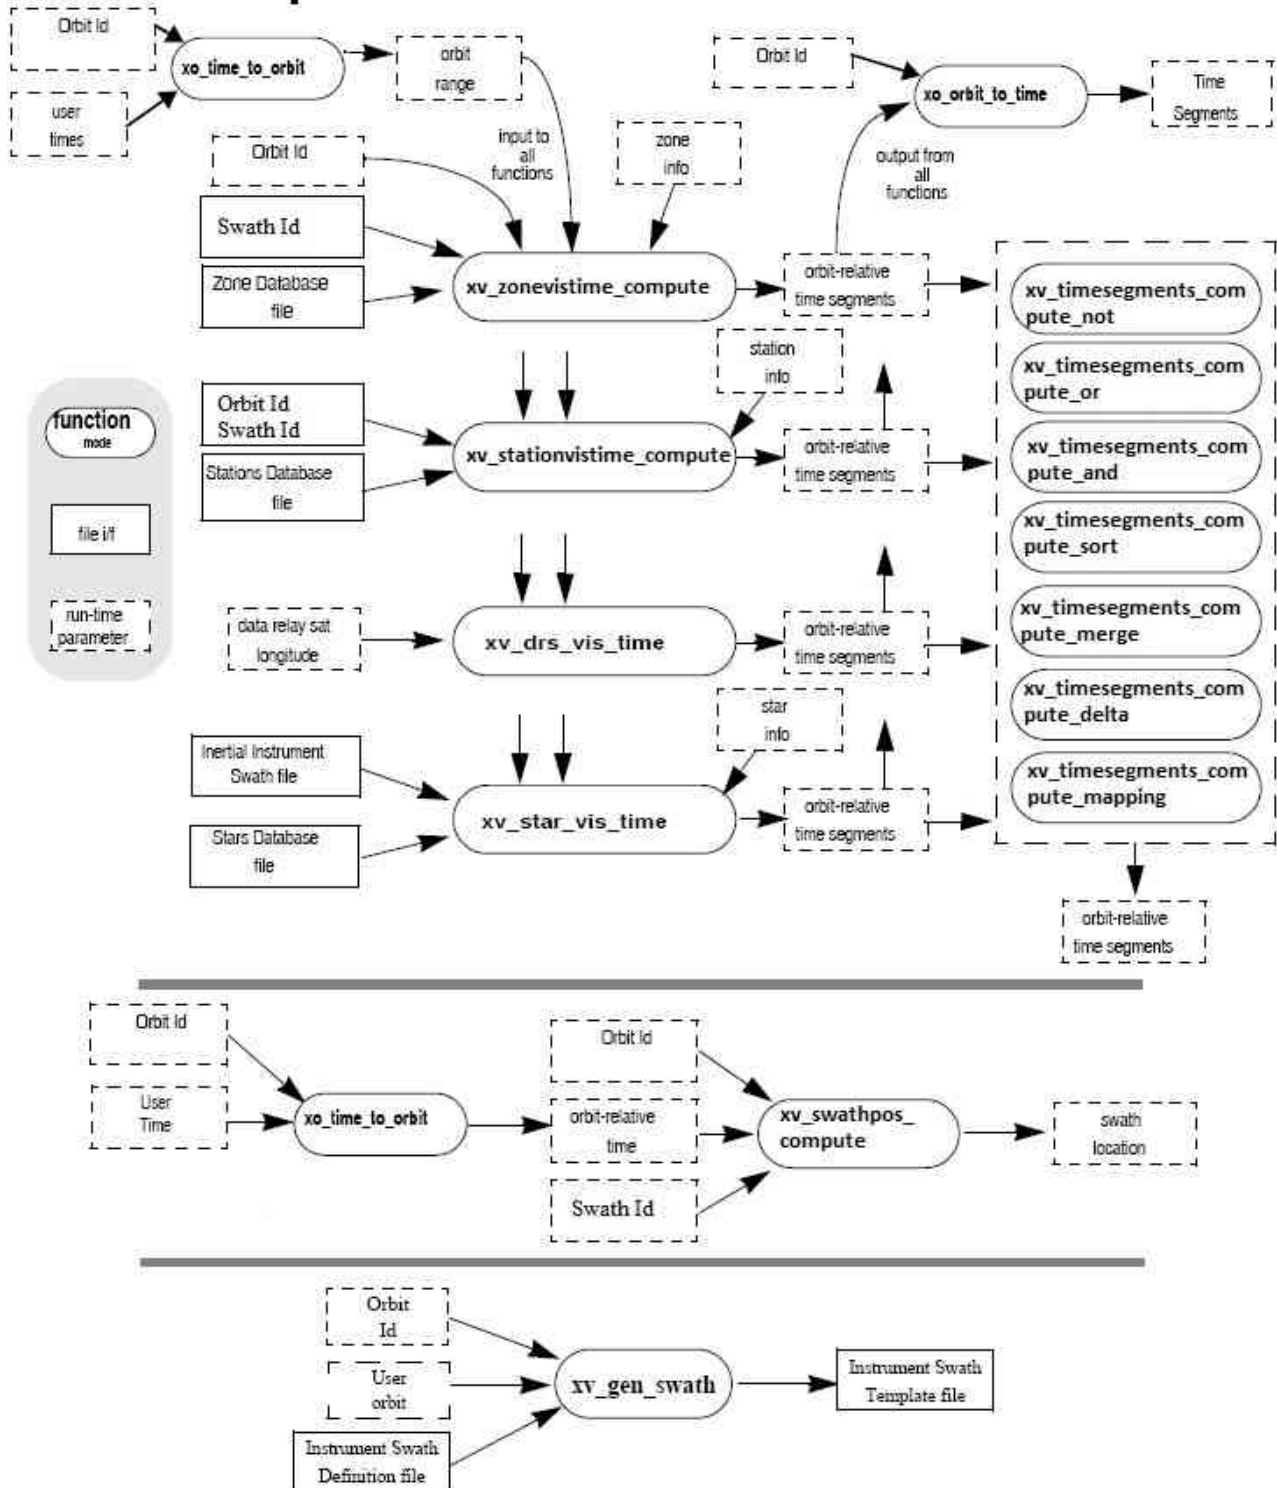 Orbit Id
xo_time_to_orbit
user
times
orbit
range
Orbit Id
xo_orbit_to_time
Time
Segments
Orbit Id
input to
all
functions
zone
info
output from
all
functions
Swath Id
Zone Database
file
xv_zonevistime_compute
orbit-relative
time segments
station
info
Orbit Id
Swath Id
Stations Database
file
xv_stationvistime_compute
orbit-relative
time segments
data relay sat
longitude
xv_drs_vis_time
orbit-relative
time segments
star
info
Inertial Instrument
Swath file
Stars Database
file
xv_star_vis_time
orbit-relative
time segments
xv_timesegments_com
pute_not
xv_timesegments_com
pute_or
xv_timesegments_com
pute_and
xv_timesegments_com
pute_sort
xv_timesegments_com
pute_merge
xv_timesegments_com
pute_delta
xv_timesegments_com
pute_mapping
orbit-relative
time segments
function
mode
file i/f
run-time
parameter
Orbit Id
User
Time
xo_time_to_orbit
Orbit Id
orbit-relative
time
Swath Id
xv_swathpos_
compute
swath
location
Orbit
Id
User
orbit
Instrument Swath
Definition file
xv_gen_swath
Instrument Swath
Template file